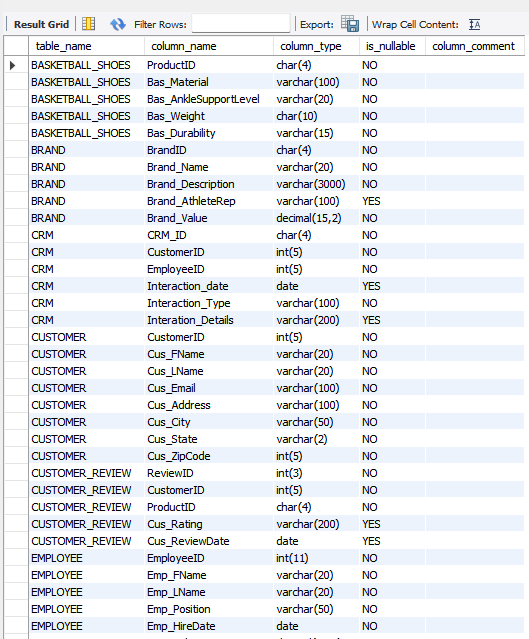 Result Grid Filter Rows: Export: Wrap Cell Content:
table_name column_name column_type is_nullable column_comment
BASKETBALL_SHOES ProductID char(4) NO
BASKETBALL_SHOES Bas_Material varchar(100) NO
BASKETBALL_SHOES Bas_AnkleSupportLevel varchar(20) NO
BASKETBALL_SHOES Bas_Weight char(10) NO
BASKETBALL_SHOES Bas_Durability varchar(15) NO
BRAND BrandID char(4) NO
BRAND Brand_Name varchar(20) NO
BRAND Brand_Description varchar(3000) NO
BRAND Brand_AthleteRep varchar(100) YES
BRAND Brand_Value decimal(15,2) NO
CRM CRM_ID char(4) NO
CRM CustomerID int(5) NO
CRM EmployeeID int(5) NO
CRM Interaction_date date YES
CRM Interaction_Type varchar(100) NO
CRM Interation_Details varchar(200) YES
CUSTOMER CustomerID int(5) NO
CUSTOMER Cus_FName varchar(20) NO
CUSTOMER Cus_LName varchar(20) NO
CUSTOMER Cus_Email varchar(100) NO
CUSTOMER Cus_Address varchar(100) NO
CUSTOMER Cus_City varchar(50) NO
CUSTOMER Cus_State varchar(2) NO
CUSTOMER Cus_ZipCode int(5) NO
CUSTOMER_REVIEW ReviewID int(3) NO
CUSTOMER_REVIEW CustomerID int(5) NO
CUSTOMER_REVIEW ProductID char(4) NO
CUSTOMER_REVIEW Cus_Rating varchar(200) YES
CUSTOMER_REVIEW Cus_ReviewDate date YES
EMPLOYEE EmployeeID int(11) NO
EMPLOYEE Emp_FName varchar(20) NO
EMPLOYEE Emp_LName varchar(20) NO
EMPLOYEE Emp_Position varchar(50) NO
EMPLOYEE Emp_HireDate date NO